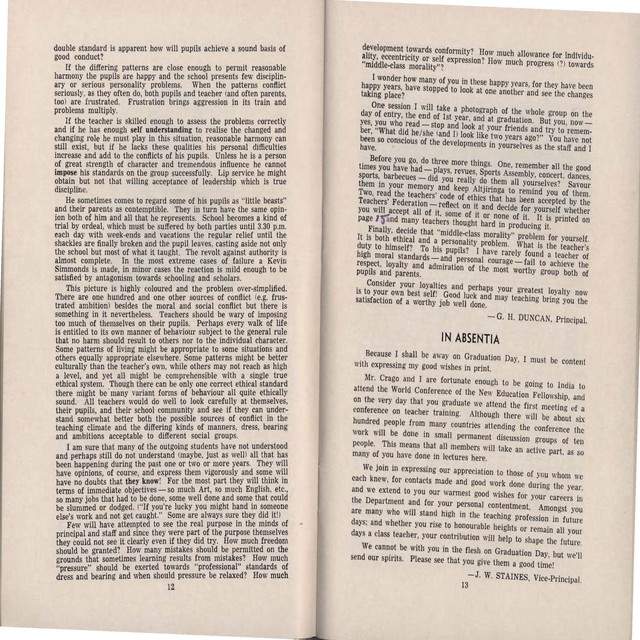 double standard is apparent how will pupils achieve a sound basis of
good conduct?
If the differing patterns are close enough to permit reasonable
harmony the pupils are happy and the school presents few disciplin-
ary or serious personality problems. When the patterns conflict
seriously, as they often do, both pupils and teacher (and often parents,
too) are frustrated. Frustration brings aggression in its train and
problems multiply.
If the teacher is skilled enough to assess the problems correctly
and if he has enough self understanding to realise the changed and
changing role he must play in this situation, reasonable harmony can
still exist, but if he lacks these qualities his personal difficulties
increase and add to the conflicts of his pupils. Unless he is a person
of great strength of character and tremendous influence he cannot
impose his standards on the group successfully. Lip service he might
obtain but not that willing acceptance of leadership which is true
discipline.
He sometimes comes to regard some of his pupils as "little beasts"
and their parents as contemptible. They in turn have the same opin-
ion both of him and all that he represents. School becomes a kind of
trial by ordeal, which must be suffered by both parties until 3.30 p.m.
each day with week-ends and vacations the regular relief until the
shackles are finally broken and the pupil leaves, casting aside not only
the school but most of what it taught. The revolt against authority is
almost complete. In the more extreme cases of failure a Kevin
Simmonds is made, in minor cases the reaction is mild enough to be
satisfied by antagonism towards schooling and scholars.
This picture is highly coloured and the problem over-simplified.
There are one hundred and one other sources of conflict (e.g. frus-
trated ambition) besides the moral and social conflict but there is
something in it nevertheless. Teachers should be wary of imposing
too much of themselves on their pupils. Perhaps every walk of life
is entitled to its own manner of behaviour subject to the general rule
that no harm should result to others nor to the individual character.
Some patterns of living might be appropriate to some situations and
others equally appropriate elsewhere. Some patterns might be better
culturally than the teacher's own, while others may not reach as high
a level, and yet all might be comprehensible with a single true
ethical system. Though there can be only one correct ethical standard
there might be many variant forms of behaviour all quite ethically
sound. All teachers would do well to look carefully at themselves,
their pupils, and their school community and see if they can under-
stand somewhat better both the possible sources of conflict in the
teaching climate and the differing kinds of manners, dress, bearing
and ambitions acceptable to different social groups.
I am sure that many of the outgoing students have not understood
and perhaps still do not understand (maybe, just as well) all that has
been happening during the past one or two or more years. They will
have opinions, of course, and express them vigorously and some will
have no doubts that they know! For the most part they will think in
terms of immediate objectives — so much Art, so much English, etc.,
so many jobs that had to be done, some well done and some that could
be slummed or dodged. ("If you're lucky you might hand in someone
else's work and not get caught." Some are always sure they did it!)
Few will have attempted to see the real purpose in the minds of
principal and staff and since they were part of the purpose themselves
they could not see it clearly even if they did try. How much freedom
should be granted? How many mistakes should be permitted on the
grounds that sometimes learning results from mistakes? How much
"pressure" should be exerted towards "professional" standards of
dress and bearing and when should pressure be relaxed? How much
12
development towards conformity? How much allowance for individu-
ality, eccentricity or self expression? How much progress (?) towards
"middle-class morality"?
I wonder how many of you in these happy years, for they have been
happy years, have stopped to look at one another and see the changes
taking place?
One session I will take a photograph of the whole group on the
day of entry, the end of 1st year, and at graduation. But you, now —
yes, you who read — stop and look at your friends and try to remem-
ber, "What did he/she (and I) look like two years ago?" You have not
been so conscious of the developments in yourselves as the staff and I
have.
Before you go, do three more things. One, remember all the good
times you have had — plays, revues, Sports Assembly, concert, dances,
sports, barbecues — did you really do them all yourselves? Savour
them in your memory and keep Altjiringa to remind you of them.
Two, read the teachers' code of ethics that has been accepted by the
Teachers' Federation — reflect on it and decide for yourself whether
you will accept all of it, some of it or none of it. It is printed on
page and many teachers thought hard in producing it.
Finally, decide that "middle-class morality" problem for yourself.
It is both ethical and a personality problem. What is the teacher's
duty to himself? To his pupils? I have rarely found a teacher of
high moral standards — and personal courage — fail to achieve the
respect, loyalty and admiration of the most worthy group both of
pupils and parents.
Consider your loyalties and perhaps your greatest loyalty now
is to your own best self! Good luck and may teaching bring you the
satisfaction of a worthy job well done.
—G. H. DUNCAN, Principal.
IN ABSENTIA
Because I shall be away on Graduation Day, I must be content
with expressing my good wishes in print.
Mr. Crago and I are fortunate enough to be going to India to
attend the World Conference of the New Education Fellowship, and
on the very day that you graduate we attend the first meeting of a
conference on teacher training. Although there will be about six
hundred people from many countries attending the conference the
work will be done in small permanent discussion groups of ten
people. This means that all members will take an active part, as so
many of you have done in lectures here.
We join in expressing our appreciation to those of you whom we
each knew, for contacts made and good work done during the year,
and we extend to you our warmest good wishes for your careers in
the Department and for your personal contentment. Amongst you
are many who will stand high in the teaching profession in future
days; and whether you rise to honourable heights or remain all your
days a class teacher, your contribution will help to shape the future.
We cannot be with you in the flesh on Graduation Day, but we'll
send our spirits. Please see that you give them a good time!
—J. W. STAINES, Vice-Principal.
13